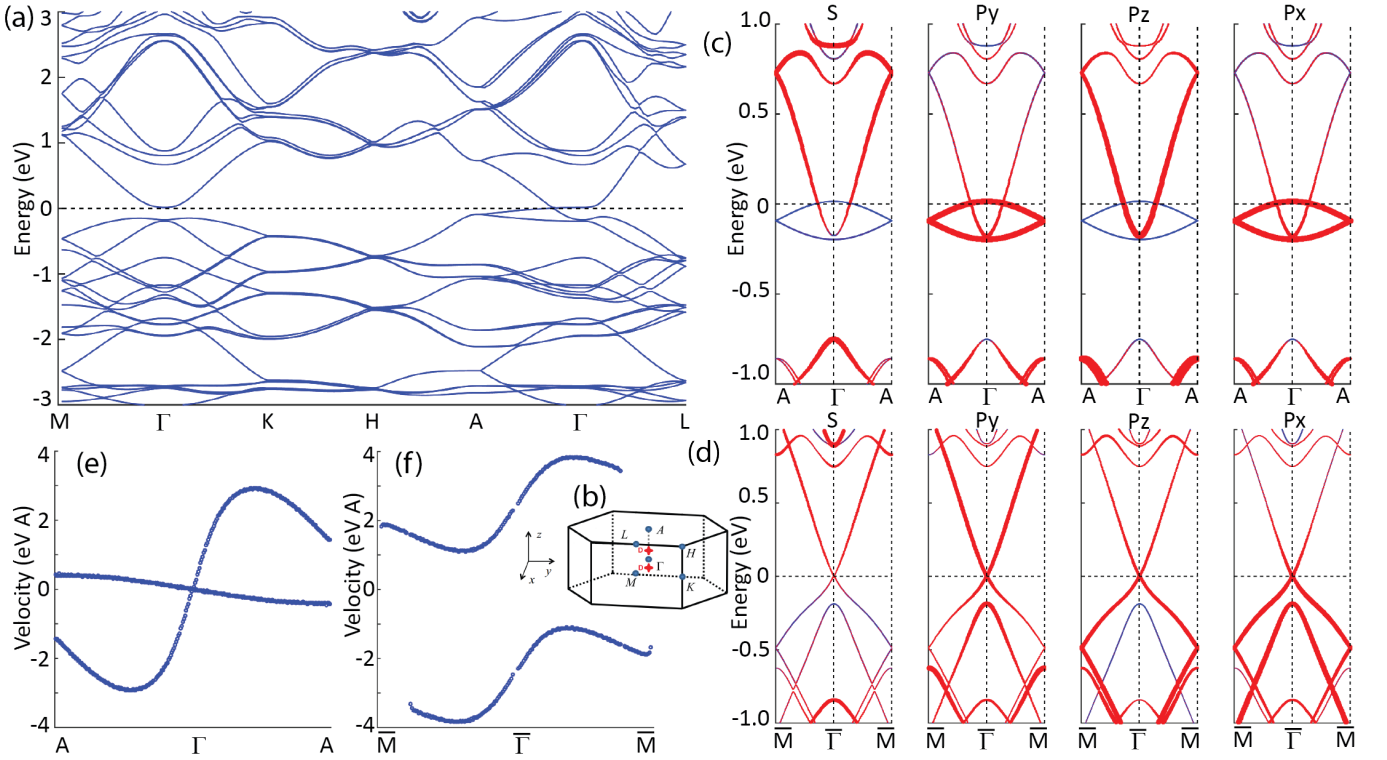 (a)
3
2
1
0
-1
-2
-3
Energy (eV)
M Γ K H A Γ L
(c)
S Py Pz Px
1.0
0.5
0
-0.5
-1.0
Energy (eV)
A Γ A A Γ A A Γ A A Γ A
(e)
4
2
0
-2
-4
Velocity (eV A)
A Γ A
(f)
4
2
0
-2
-4
Velocity (eV A)
M̅ Γ̅ M̅
(b)
z
y
x
L A
D H
D Γ
M K
(d)
S Py Pz Px
1.0
0.5
0
-0.5
-1.0
Energy (eV)
M̅ Γ̅ M̅ M̅ Γ̅ M̅ M̅ Γ̅ M̅ M̅ Γ̅ M̅